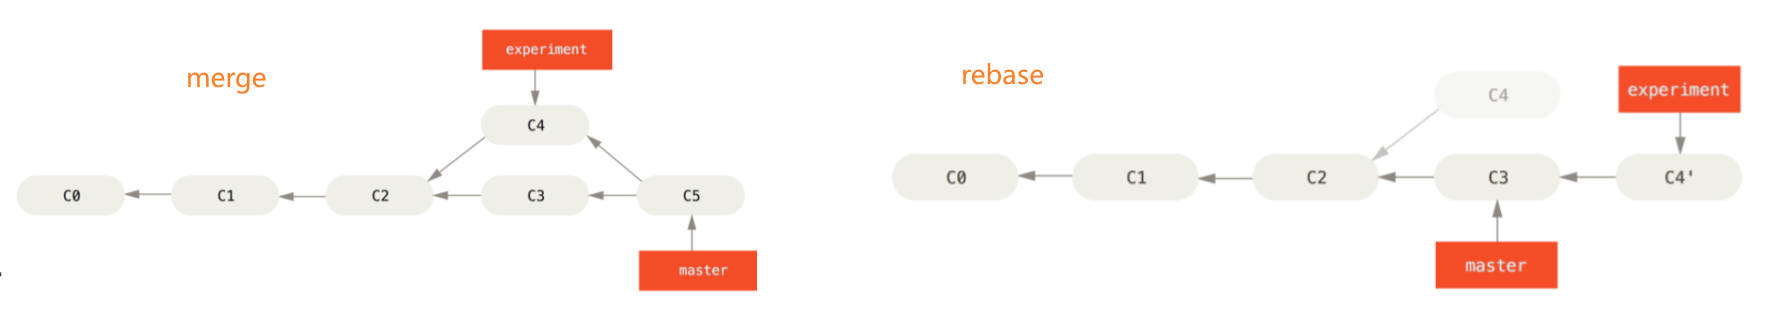 merge
experiment
C4
C0
C1
C2
C3
C5
master
rebase
C4
experiment
C0
C1
C2
C3
C4'
master